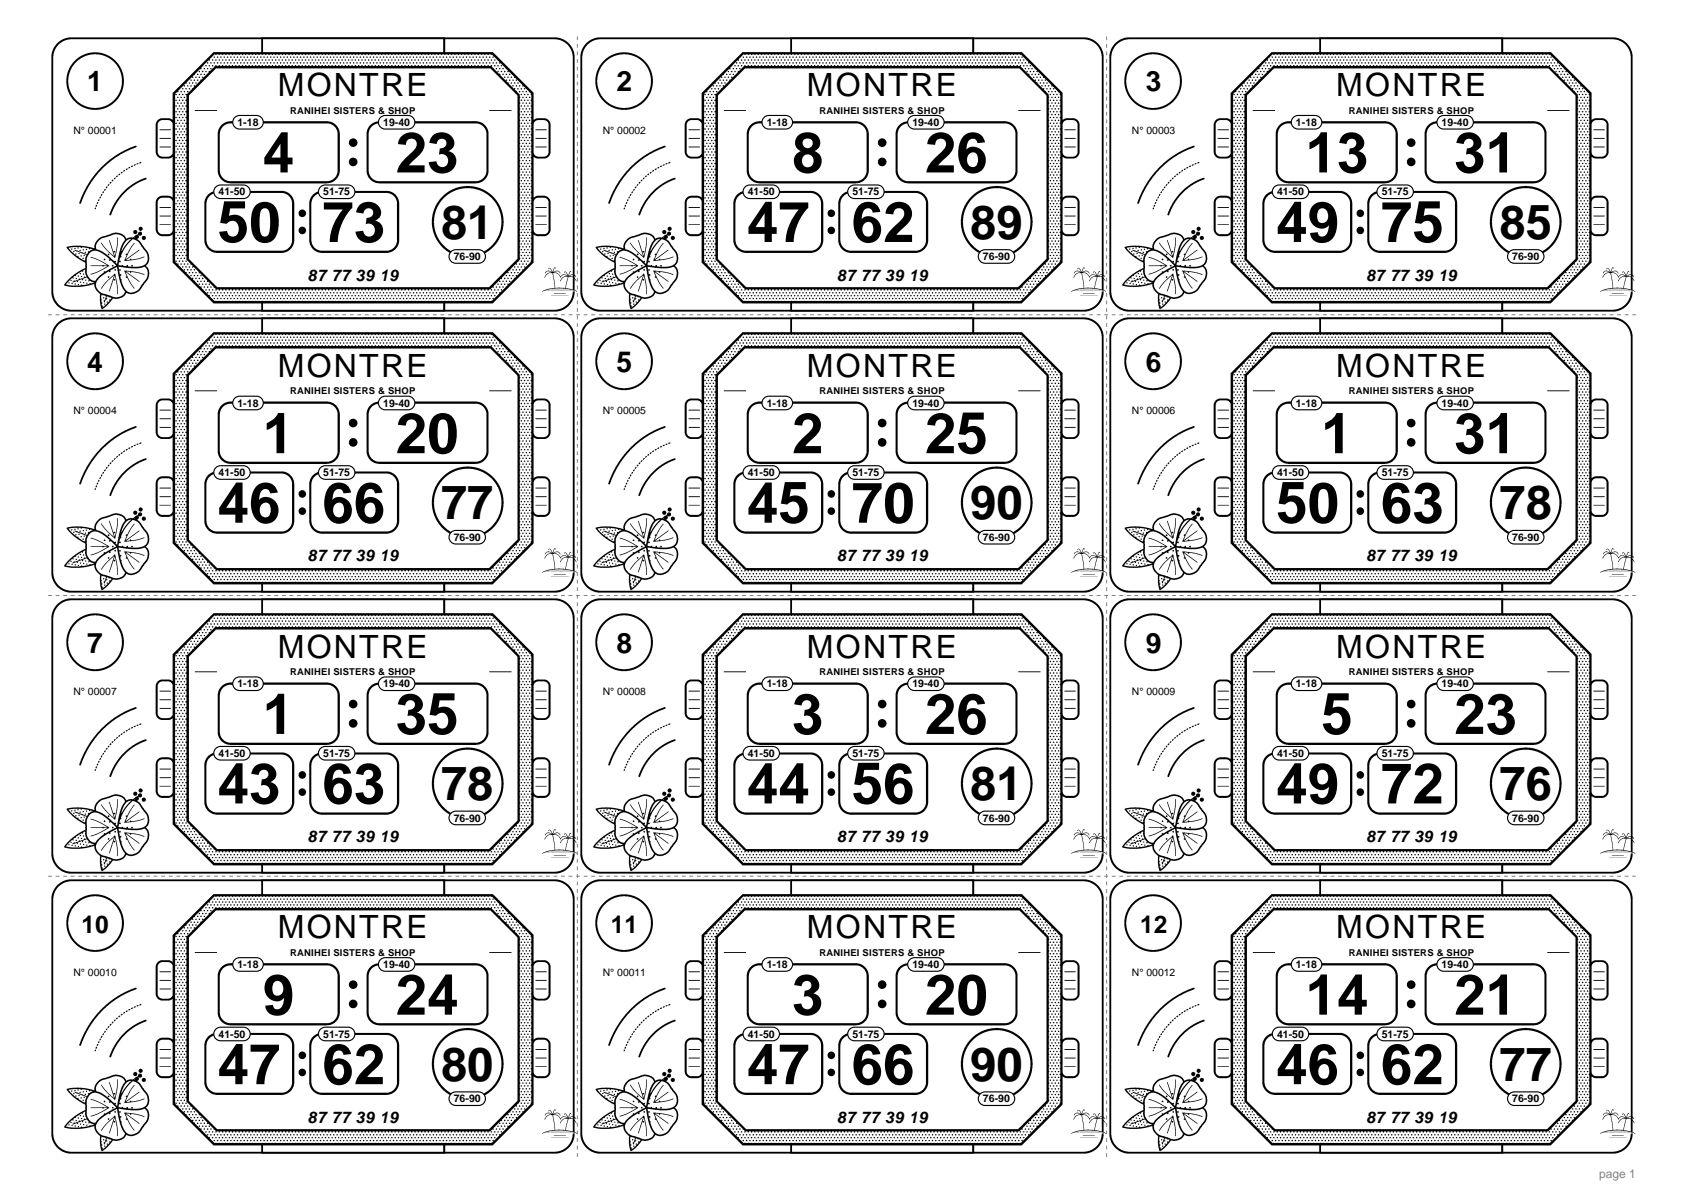 1
MONTRE
RANIHEI SISTERS & SHOP
N° 00001
1-18 19-40
4 : 23
41-50 51-75
50 : 73 81
76-90
87 77 39 19
2
MONTRE
RANIHEI SISTERS & SHOP
N° 00002
1-18 19-40
8 : 26
41-50 51-75
47 : 62 89
76-90
87 77 39 19
3
MONTRE
RANIHEI SISTERS & SHOP
N° 00003
1-18 19-40
13 : 31
41-50 51-75
49 : 75 85
76-90
87 77 39 19
4
MONTRE
RANIHEI SISTERS & SHOP
N° 00004
1-18 19-40
1 : 20
41-50 51-75
46 : 66 77
76-90
87 77 39 19
5
MONTRE
RANIHEI SISTERS & SHOP
N° 00005
1-18 19-40
2 : 25
41-50 51-75
45 : 70 90
76-90
87 77 39 19
6
MONTRE
RANIHEI SISTERS & SHOP
N° 00006
1-18 19-40
1 : 31
41-50 51-75
50 : 63 78
76-90
87 77 39 19
7
MONTRE
RANIHEI SISTERS & SHOP
N° 00007
1-18 19-40
1 : 35
41-50 51-75
43 : 63 78
76-90
87 77 39 19
8
MONTRE
RANIHEI SISTERS & SHOP
N° 00008
1-18 19-40
3 : 26
41-50 51-75
44 : 56 81
76-90
87 77 39 19
9
MONTRE
RANIHEI SISTERS & SHOP
N° 00009
1-18 19-40
5 : 23
41-50 51-75
49 : 72 76
76-90
87 77 39 19
10
MONTRE
RANIHEI SISTERS & SHOP
N° 00010
1-18 19-40
9 : 24
41-50 51-75
47 : 62 80
76-90
87 77 39 19
11
MONTRE
RANIHEI SISTERS & SHOP
N° 00011
1-18 19-40
3 : 20
41-50 51-75
47 : 66 90
76-90
87 77 39 19
12
MONTRE
RANIHEI SISTERS & SHOP
N° 00012
1-18 19-40
14 : 21
41-50 51-75
46 : 62 77
76-90
87 77 39 19
page 1